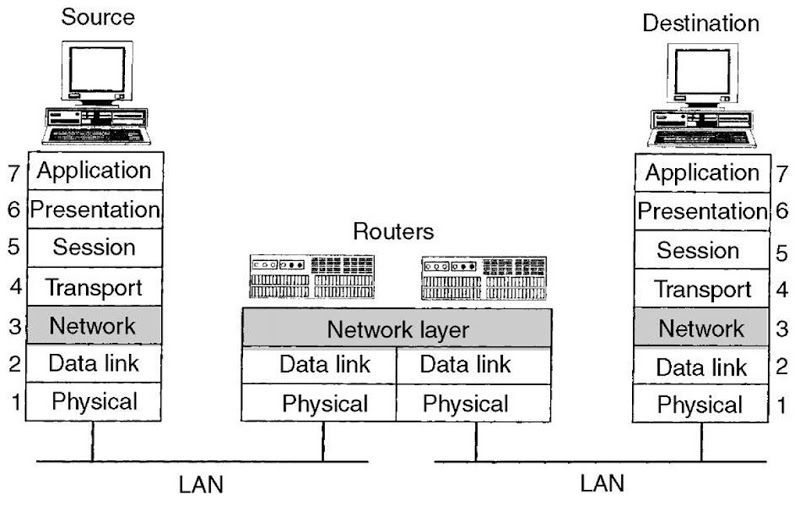 Source
Destination
7 Application
6 Presentation
5 Session
4 Transport
3 Network
2 Data link
1 Physical
Routers
Network layer
Data link Data link
Physical Physical
Application 7
Presentation 6
Session 5
Transport 4
Network 3
Data link 2
Physical 1
LAN
LAN